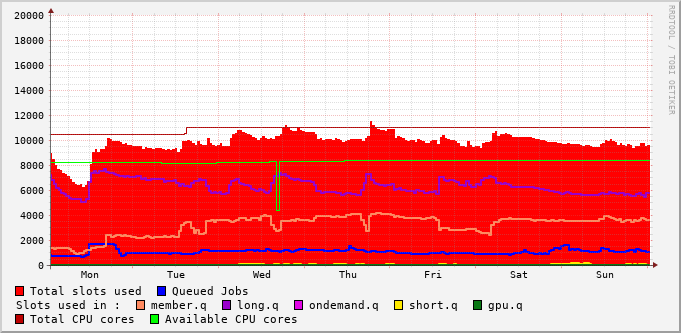 RRDTOOL / TOBI OETIKER
20000
18000
16000
14000
12000
10000
8000
6000
4000
2000
0
Mon Tue Wed Thu Fri Sat Sun
Total slots used Queued Jobs
Slots used in : member.q long.q ondemand.q short.q gpu.q
Total CPU cores Available CPU cores